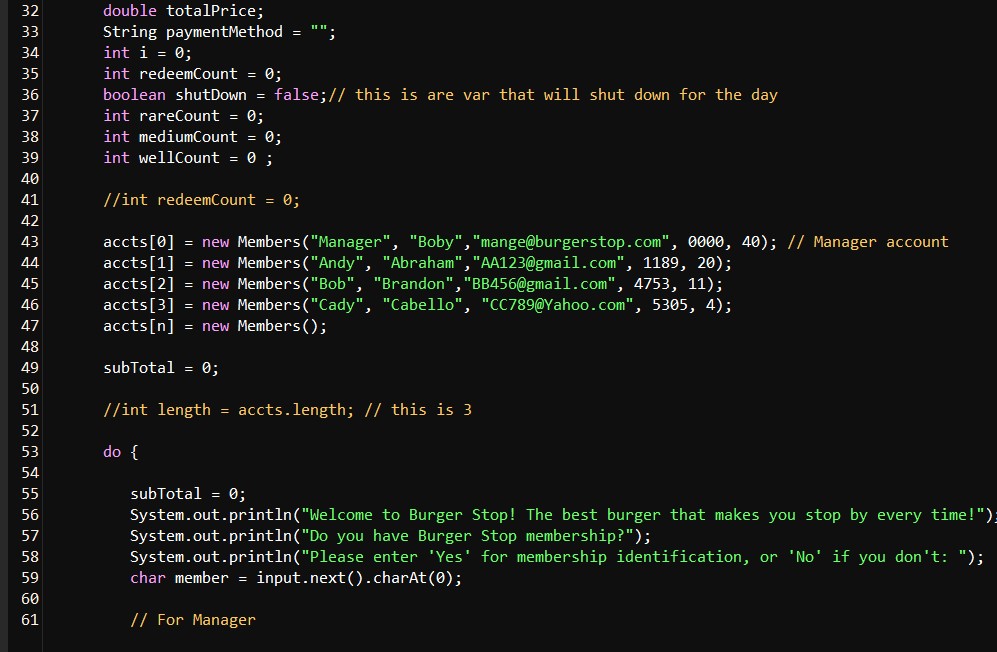 32 double totalPrice;
33 String paymentMethod = "";
34 int i = 0;
35 int redeemCount = 0;
36 boolean shutDown = false;// this is are var that will shut down for the day
37 int rareCount = 0;
38 int mediumCount = 0;
39 int wellCount = 0 ;
40
41 //int redeemCount = 0;
42
43 accts[0] = new Members("Manager", "Boby","mange@burgerstop.com", 0000, 40); // Manager account
44 accts[1] = new Members("Andy", "Abraham","AA123@gmail.com", 1189, 20);
45 accts[2] = new Members("Bob", "Brandon","BB456@gmail.com", 4753, 11);
46 accts[3] = new Members("Cady", "Cabello", "CC789@Yahoo.com", 5305, 4);
47 accts[n] = new Members();
48
49 subTotal = 0;
50
51 //int length = accts.length; // this is 3
52
53 do {
54
55 subTotal = 0;
56 System.out.println("Welcome to Burger Stop! The best burger that makes you stop by every time!");
57 System.out.println("Do you have Burger Stop membership?");
58 System.out.println("Please enter 'Yes' for membership identification, or 'No' if you don't: ");
59 char member = input.next().charAt(0);
60
61 // For Manager